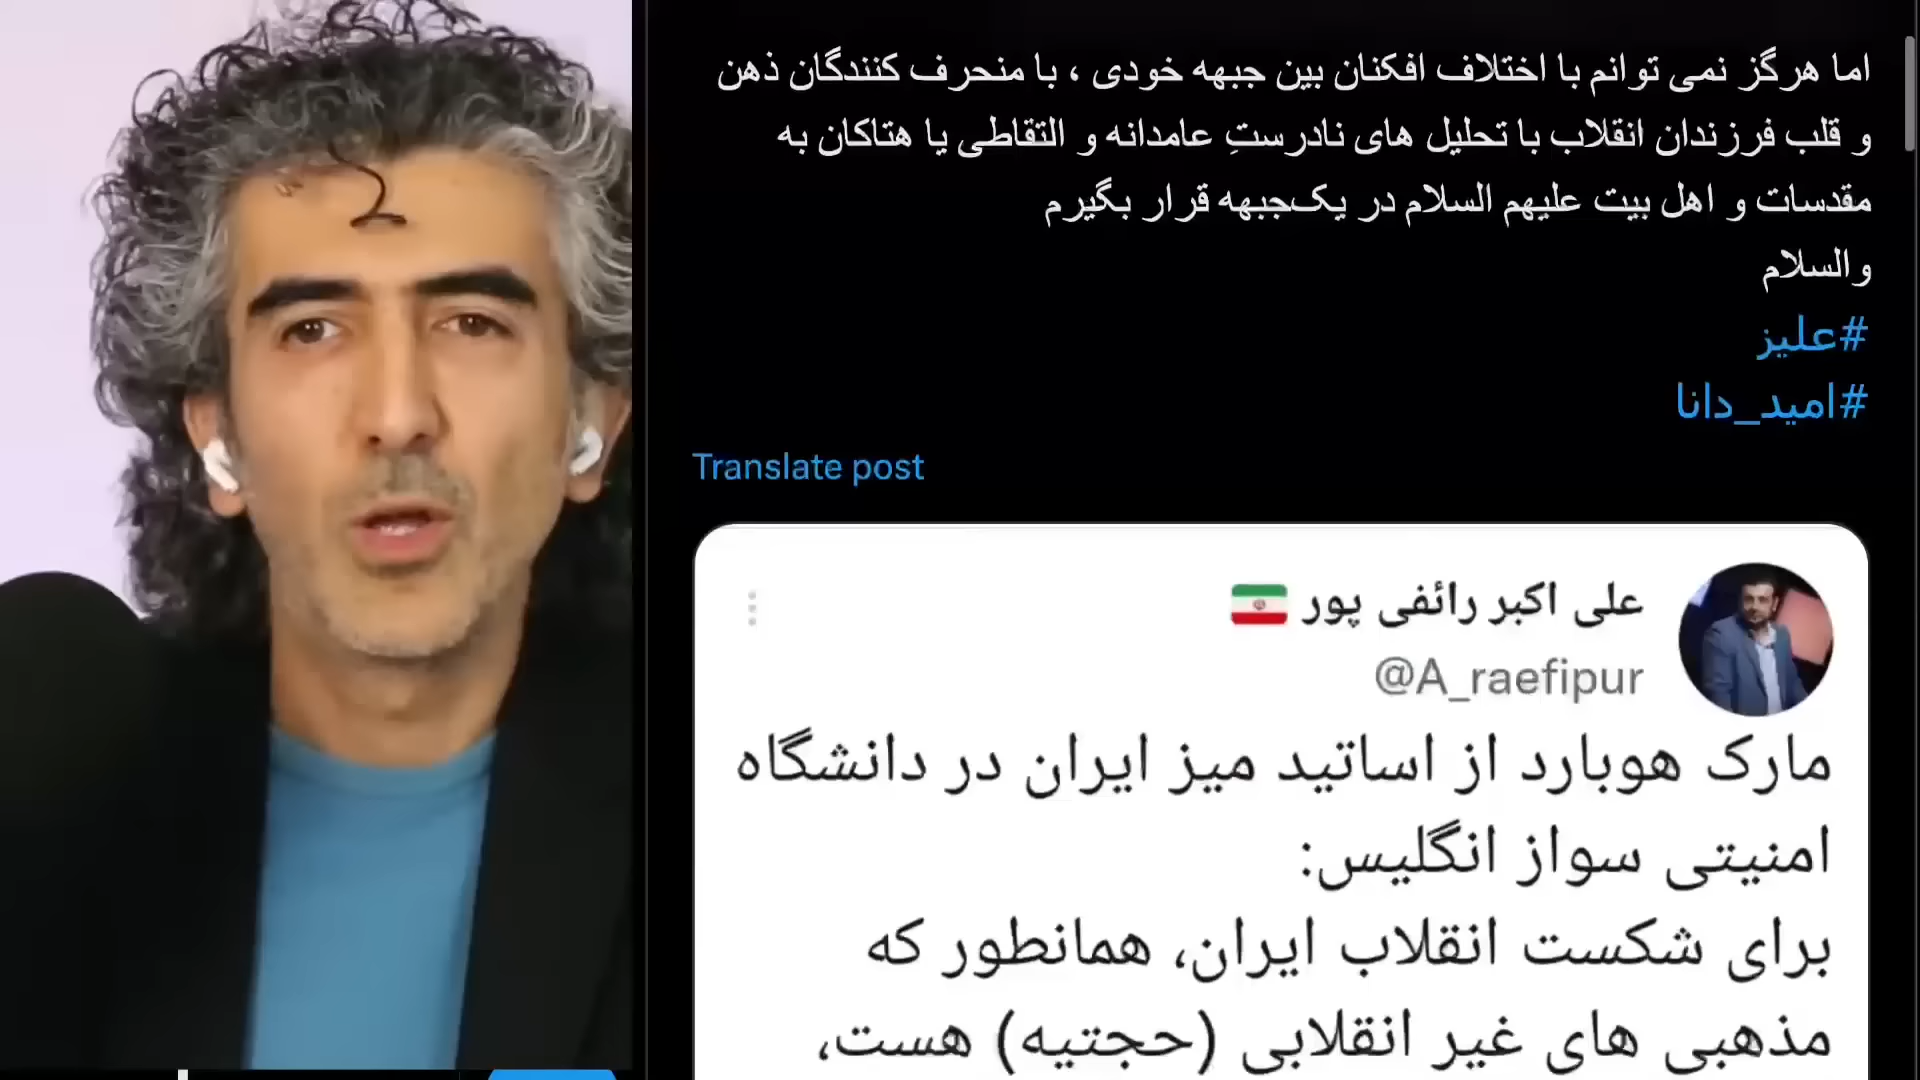 اما هرگز نمی توانم با اختلاف افکنان بین جبهه خودی ، با منحرف کنندگان ذهن
و قلب فرزندان انقلاب با تحلیل های نادرستِ عامدانه و التقاطی یا هتاکان به
مقدسات و اهل بیت علیهم السلام در یک‌جبهه قرار بگیرم
والسلام
#علیز
#امید_دانا
Translate post
علی اکبر رائفی پور
@A_raefipur
مارک هوبارد از اساتید میز ایران در دانشگاه
امنیتی سواز انگلیس:
برای شکست انقلاب ایران، همانطور که
مذهبی های غیر انقلابی (حجتیه) هست،